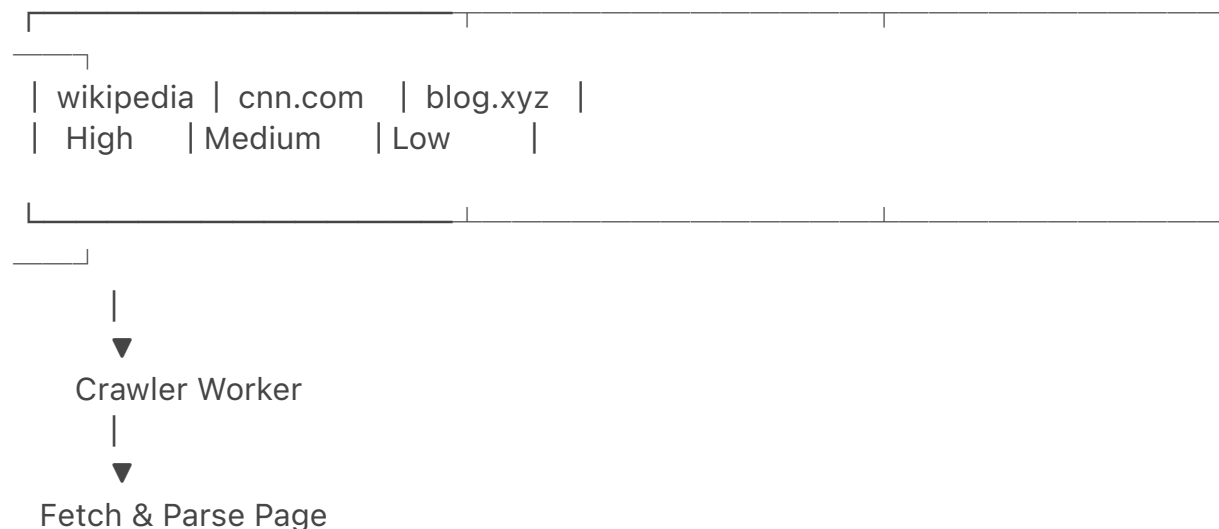 ┌──────────────┬──────────────┬───────────
──┐
│ wikipedia │ cnn.com │ blog.xyz │
│ High │ Medium │ Low │
└──────────────┴──────────────┴───────────
──┘
│
▼
Crawler Worker
│
▼
Fetch & Parse Page